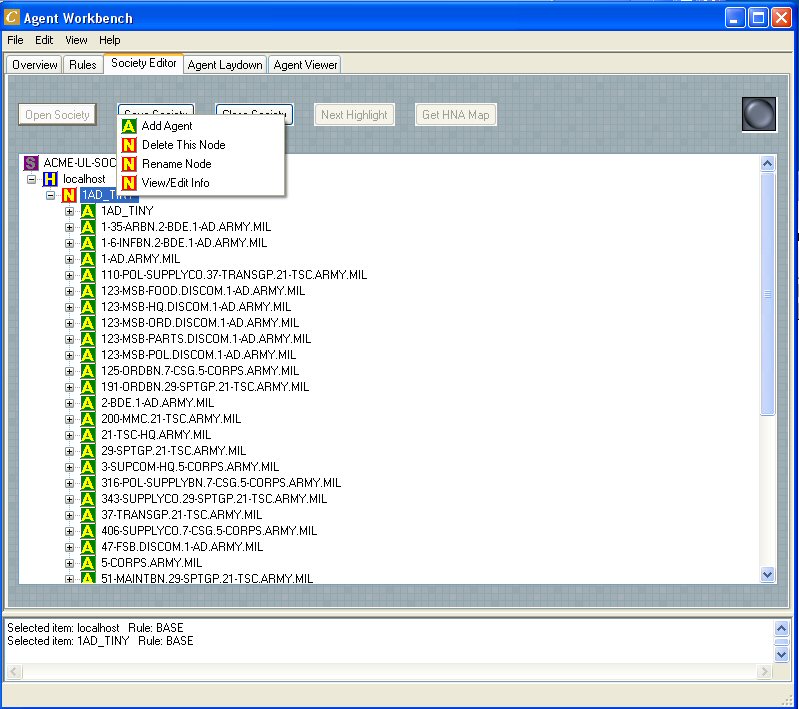 Agent Workbench
File Edit View Help
Overview Rules Society Editor Agent Laydown Agent Viewer
Open Society Save Society Close Society Next Highlight Get HNA Map
A Add Agent
N Delete This Node
N Rename Node
N View/Edit Info
S ACME-UL-SOC
H localhost
N 1AD_TINY
A 1AD_TINY
A 1-35-ARBN.2-BDE.1-AD.ARMY.MIL
A 1-6-INFBN.2-BDE.1-AD.ARMY.MIL
A 1-AD.ARMY.MIL
A 110-POL-SUPPLYCO.37-TRANSGP.21-TSC.ARMY.MIL
A 123-MSB-FOOD.DISCOM.1-AD.ARMY.MIL
A 123-MSB-HQ.DISCOM.1-AD.ARMY.MIL
A 123-MSB-ORD.DISCOM.1-AD.ARMY.MIL
A 123-MSB-PARTS.DISCOM.1-AD.ARMY.MIL
A 123-MSB-POL.DISCOM.1-AD.ARMY.MIL
A 125-ORDBN.7-CSG.5-CORPS.ARMY.MIL
A 191-ORDBN.29-SPTGP.21-TSC.ARMY.MIL
A 2-BDE.1-AD.ARMY.MIL
A 200-MMC.21-TSC.ARMY.MIL
A 21-TSC-HQ.ARMY.MIL
A 29-SPTGP.21-TSC.ARMY.MIL
A 3-SUPCOM-HQ.5-CORPS.ARMY.MIL
A 316-POL-SUPPLYBN.7-CSG.5-CORPS.ARMY.MIL
A 343-SUPPLYCO.29-SPTGP.21-TSC.ARMY.MIL
A 37-TRANSGP.21-TSC.ARMY.MIL
A 406-SUPPLYCO.7-CSG.5-CORPS.ARMY.MIL
A 47-FSB.DISCOM.1-AD.ARMY.MIL
A 5-CORPS.ARMY.MIL
A 51-MAINTBN.29-SPTGP.21-TSC.ARMY.MIL
Selected item: localhost Rule: BASE
Selected item: 1AD_TINY Rule: BASE